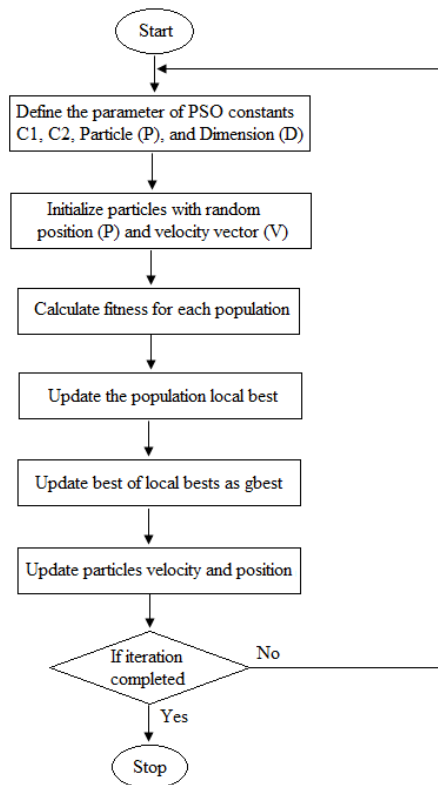 Start
Define the parameter of PSO constants
C1, C2, Particle (P), and Dimension (D)
Initialize particles with random
position (P) and velocity vector (V)
Calculate fitness for each population
Update the population local best
Update best of local bests as gbest
Update particles velocity and position
If iteration
completed
No
Yes
Stop